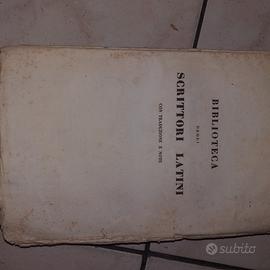 BIBLIOTECA
DEGLI
SCRITTORI LATINI
CON TRADUZIONE E NOTE
subito